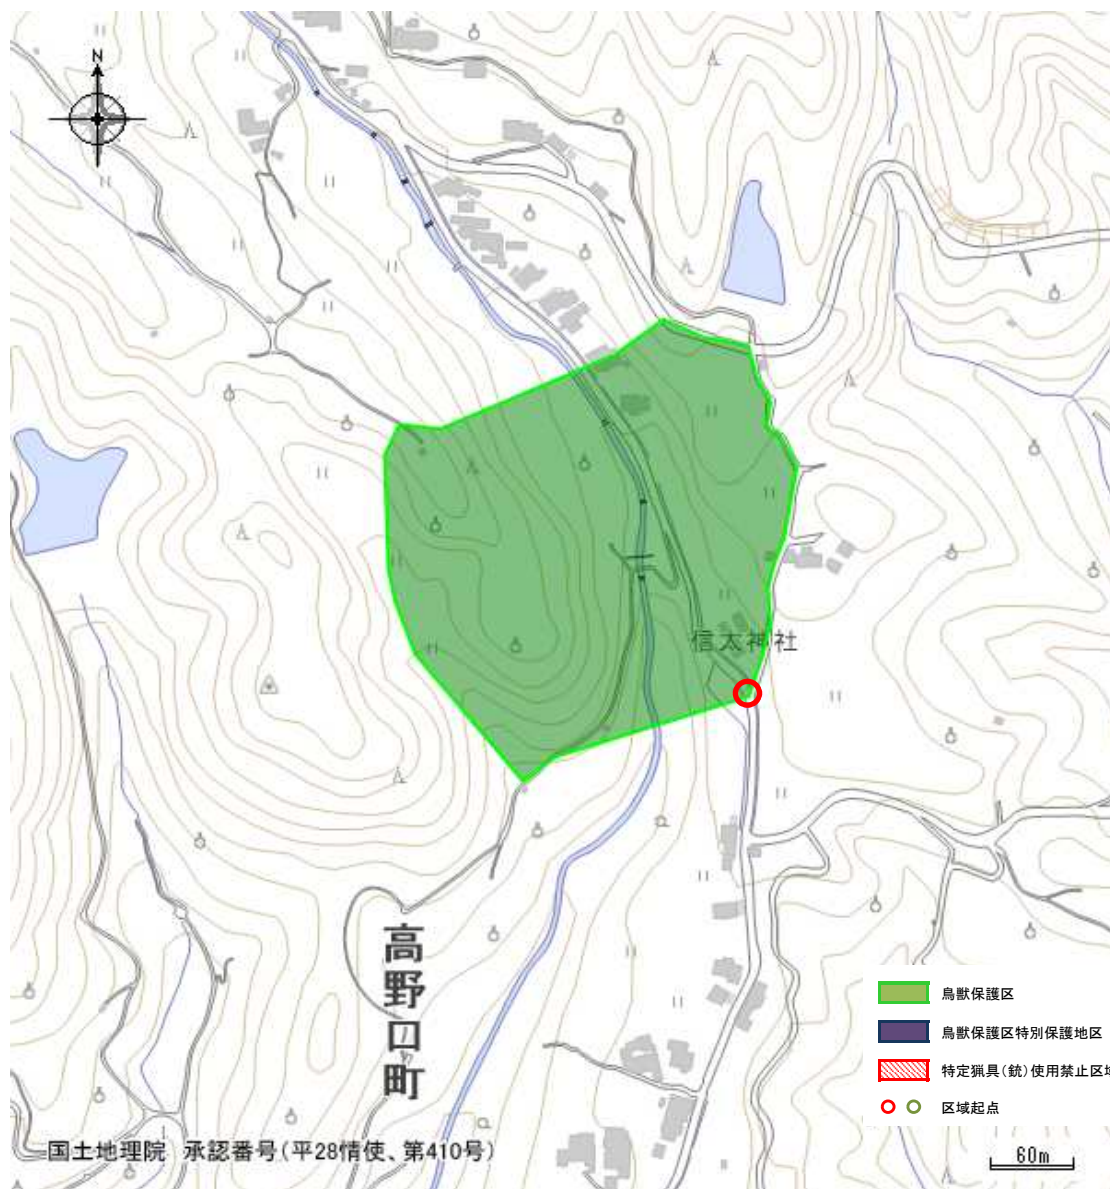 N
信太神社
高野口町
鳥獣保護区
鳥獣保護区特別保護地区
特定猟具(銃)使用禁止区域
区域起点
国土地理院 承認番号(平28情使、第410号)
60m